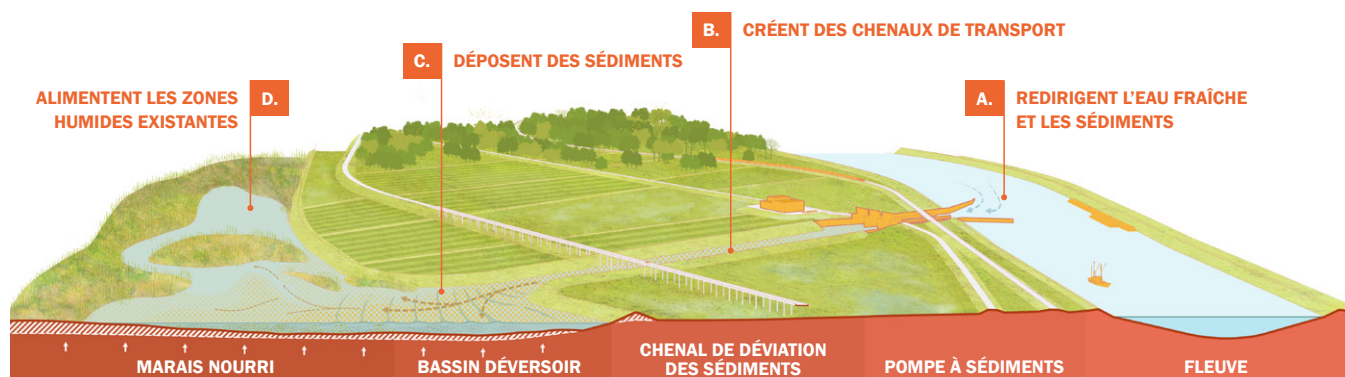 B.
CRÉENT DES CHENAUX DE TRANSPORT
C.
DÉPOSENT DES SÉDIMENTS
ALIMENTENT LES ZONES
HUMIDES EXISTANTES
D.
A.
REDIRIGENT L’EAU FRAÎCHE
ET LES SÉDIMENTS
MARAIS NOURRI
BASSIN DÉVERSOIR
CHENAL DE DÉVIATION
DES SÉDIMENTS
POMPE À SÉDIMENTS
FLEUVE